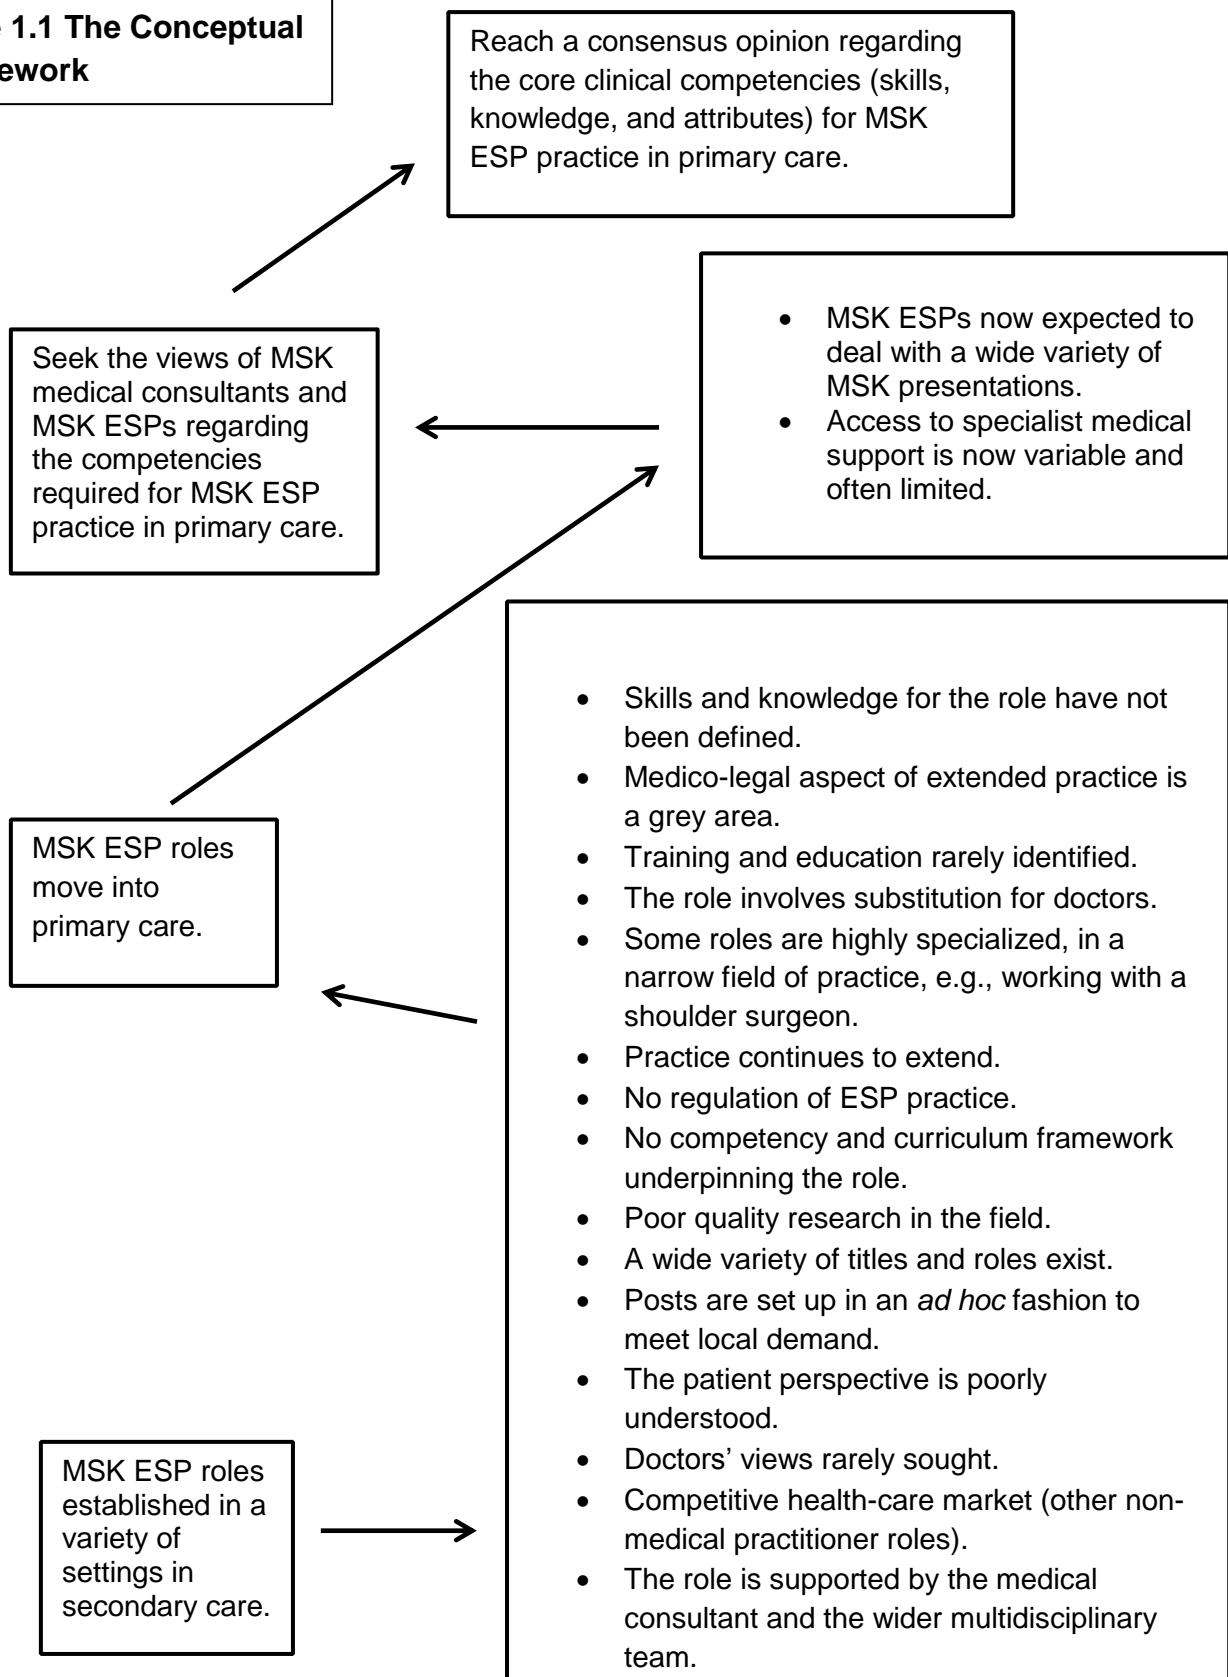 1.1 The Conceptual
Reach a consensus opinion regarding
the core clinical competencies (skills,
knowledge, and attributes) for MSK
ESP practice in primary care.
Seek the views of MSK
medical consultants and
MSK ESPs regarding
the competencies
required for MSK ESP
practice in primary care.
• MSK ESPs now expected to
deal with a wide variety of
MSK presentations.
• Access to specialist medical
support is now variable and
often limited.
MSK ESP roles
move into
primary care.
• Skills and knowledge for the role have not
been defined.
• Medico-legal aspect of extended practice is
a grey area.
• Training and education rarely identified.
• The role involves substitution for doctors.
• Some roles are highly specialized, in a
narrow field of practice, e.g., working with a
shoulder surgeon.
• Practice continues to extend.
• No regulation of ESP practice.
• No competency and curriculum framework
underpinning the role.
• Poor quality research in the field.
• A wide variety of titles and roles exist.
• Posts are set up in an ad hoc fashion to
meet local demand.
• The patient perspective is poorly
understood.
• Doctors’ views rarely sought.
• Competitive health-care market (other non-
medical practitioner roles).
• The role is supported by the medical
consultant and the wider multidisciplinary
team.
MSK ESP roles
established in a
variety of
settings in
secondary care.